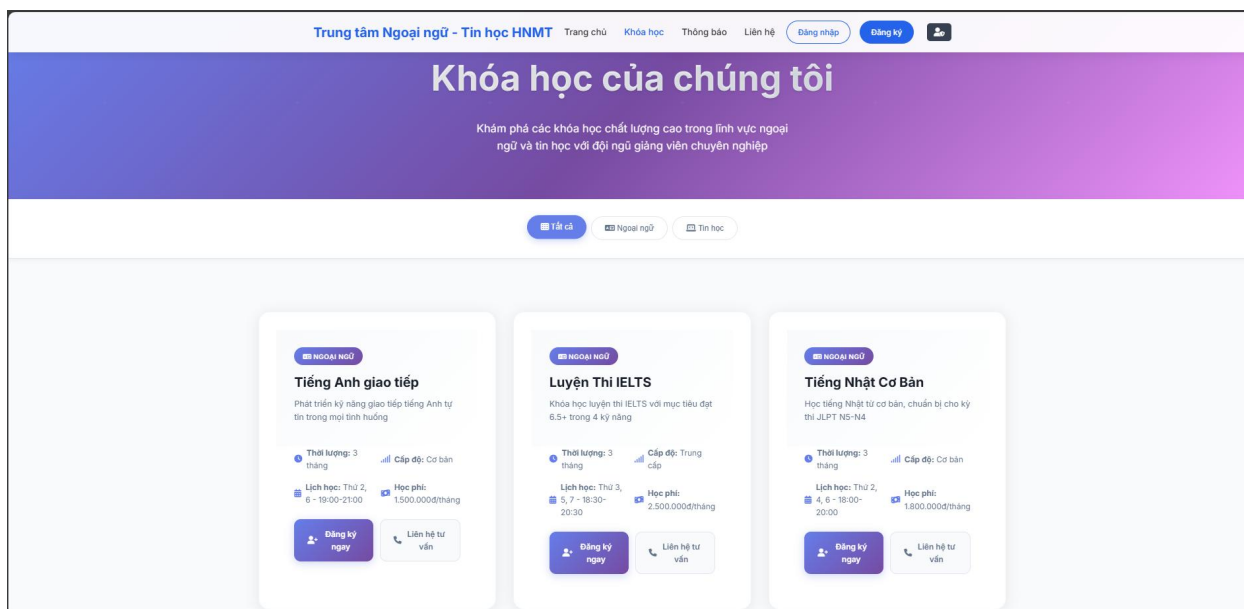 Trung tâm Ngoại ngữ - Tin học HNMT Trang chủ Khóa học Thông báo Liên hệ Đăng nhập Đăng ký
Khóa học của chúng tôi
Khám phá các khóa học chất lượng cao trong lĩnh vực ngoại
ngữ và tin học với đội ngũ giảng viên chuyên nghiệp
Tất cả Ngoại ngữ Tin học
NGOẠI NGỮ
Tiếng Anh giao tiếp
Phát triển kỹ năng giao tiếp tiếng Anh tự
tin trong mọi tình huống
Thời lượng: 3
tháng
Cấp độ: Cơ bản
Lịch học: Thứ 2,
6 - 19:00-21:00
Học phí:
1.500.000đ/tháng
Đăng ký
ngay
Liên hệ tư
vấn
NGOẠI NGỮ
Luyện Thi IELTS
Khóa học luyện thi IELTS với mục tiêu đạt
6.5+ trong 4 kỹ năng
Thời lượng: 3
tháng
Cấp độ: Trung
cấp
Lịch học: Thứ 3,
5, 7 - 18:30-
20:30
Học phí:
2.500.000đ/tháng
Đăng ký
ngay
Liên hệ tư
vấn
NGOẠI NGỮ
Tiếng Nhật Cơ Bản
Học tiếng Nhật từ cơ bản, chuẩn bị cho kỳ
thi JLPT N5-N4
Thời lượng: 3
tháng
Cấp độ: Cơ bản
Lịch học: Thứ 2,
4, 6 - 18:00-
20:00
Học phí:
1.800.000đ/tháng
Đăng ký
ngay
Liên hệ tư
vấn